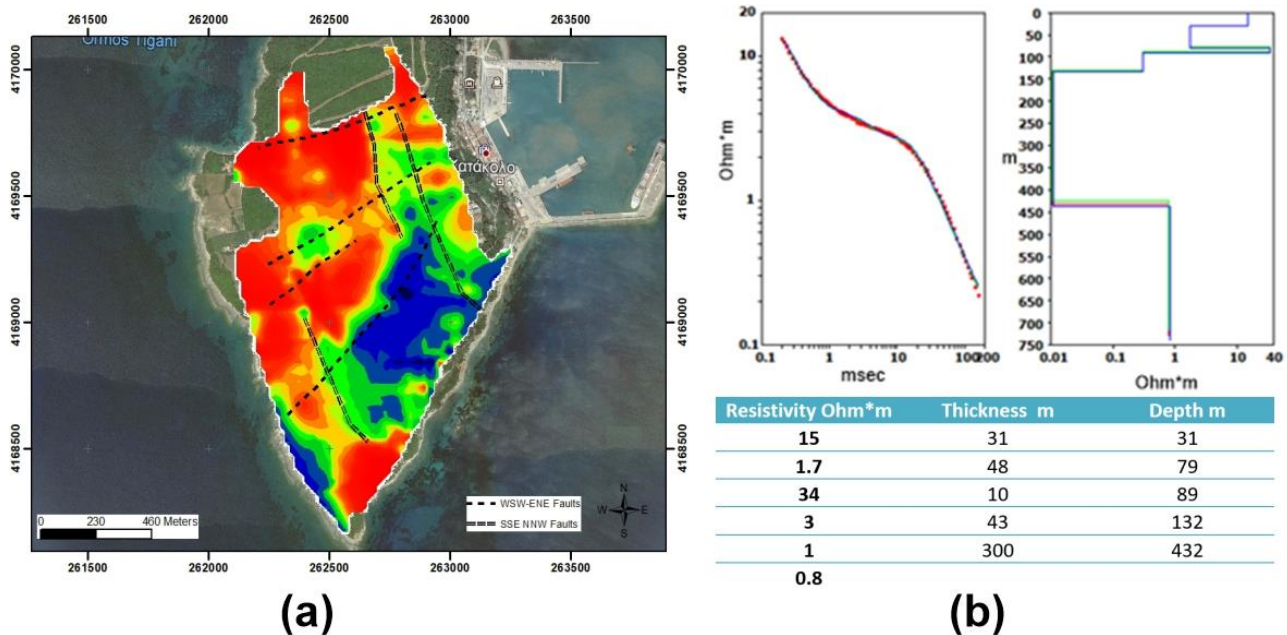 261500 262000 262500 263000 263500
Ormos Tigani
4170000
4169500
4169000
4168500
Κατάκολο
WSW-ENE Faults
SSE NNW Faults
0 230 460 Meters
N
W E
S
261500 262000 262500 263000 263500
(a)
20
10
1
0.1
Ohm*m
0.1 1 10 100 200
msec
0
50
100
150
200
250
300
m
350
400
450
500
550
600
650
700
750
0.01 0.1 1 10 40
Ohm*m
Resistivity Ohm*m Thickness m Depth m
15 31 31
1.7 48 79
34 10 89
3 43 132
1 300 432
0.8
(b)